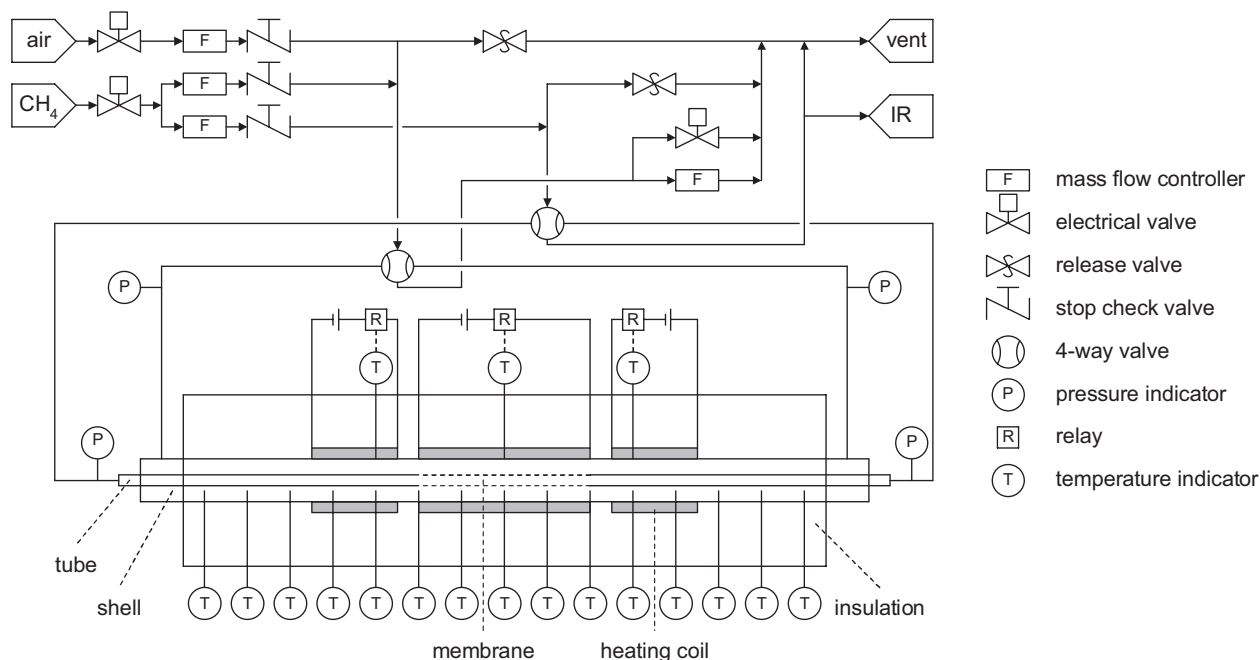 air
F
vent
CH4
F
F
IR
F
F mass flow controller
electrical valve
release valve
stop check valve
4-way valve
P pressure indicator
R relay
T temperature indicator
P
P
R
R
R
T
T
T
P
P
tube
shell
T T T T T T T T T T T T T T T
insulation
membrane
heating coil